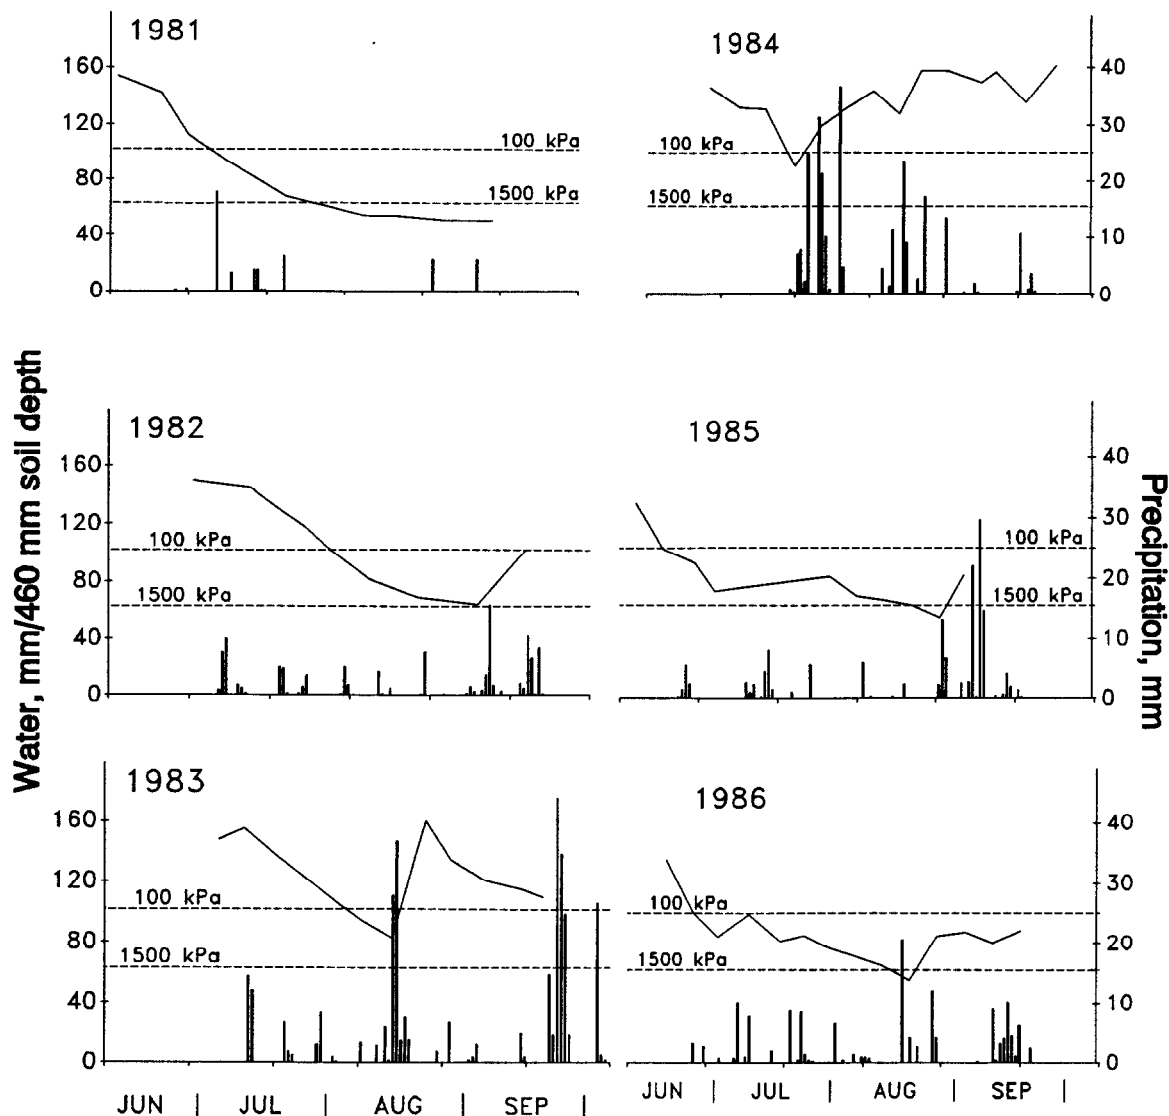 1981
160
120
80
40
0
100 kPa
1500 kPa
1984
40
30
20
10
0
100 kPa
1500 kPa
Water, mm/460 mm soil depth
1982
160
120
80
40
0
100 kPa
1500 kPa
1985
40
30
20
10
0
100 kPa
1500 kPa
Precipitation, mm
1983
160
120
80
40
0
100 kPa
1500 kPa
1986
40
30
20
10
0
100 kPa
1500 kPa
JUN | JUL | AUG | SEP |
JUN | JUL | AUG | SEP |